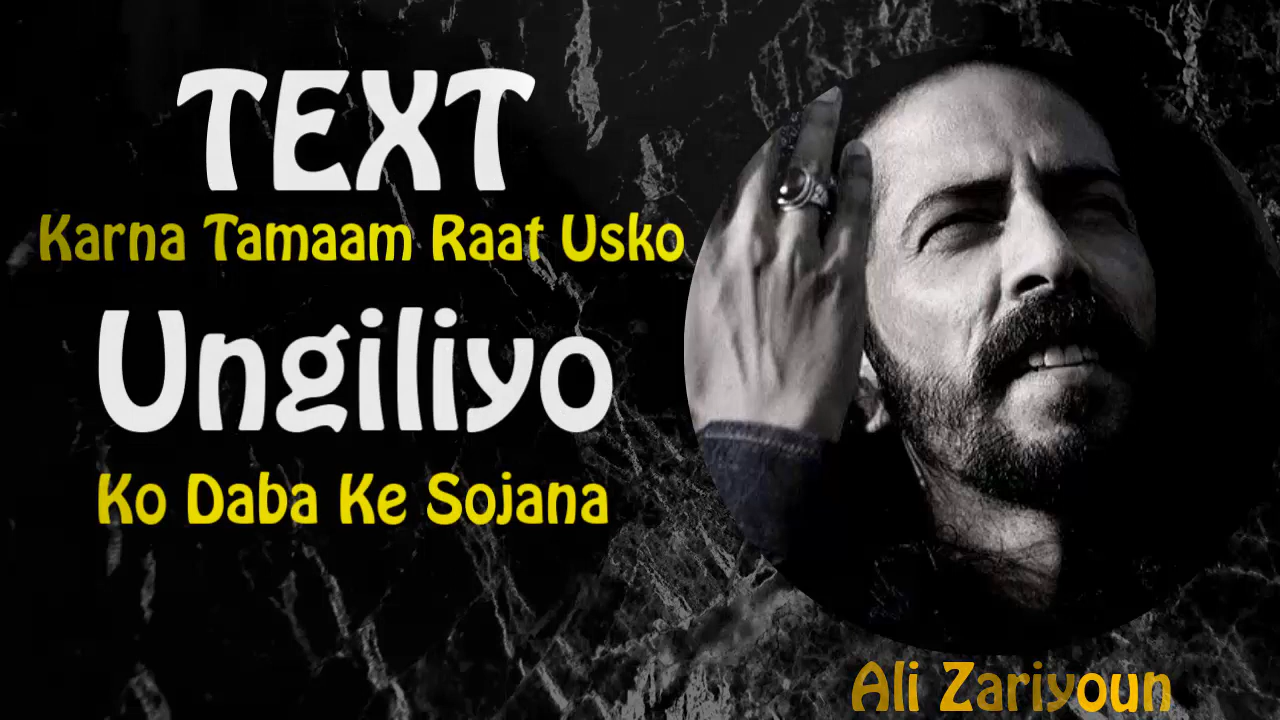 TEXT
Karna Tamaam Raat Usko
Ungiliyo
Ko Daba Ke Sojana
Ali Zariyoun